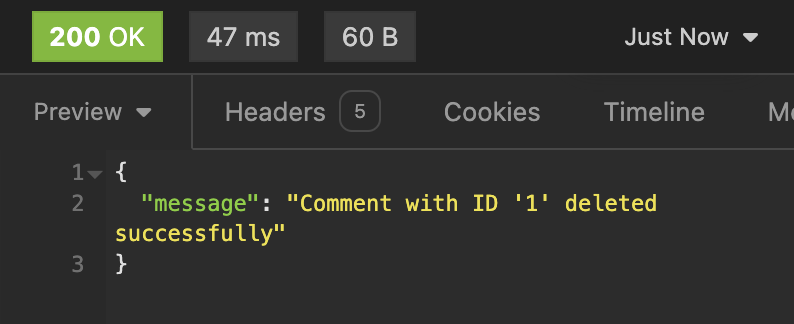 200 OK 47 ms 60 B Just Now
Preview Headers 5 Cookies Timeline
1 {
2 "message": "Comment with ID '1' deleted
successfully"
3 }